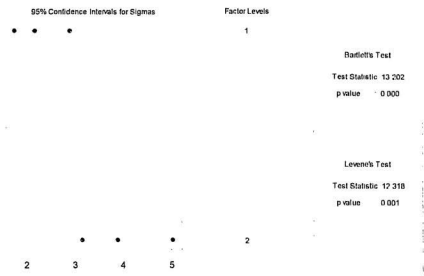 95% Confidence Intervals for Sigmas
Factor Levels
1
Bartlett's Test
Test Statistic 13 202
p value 0 000
Levene's Test
Test Statistic 12 318
p value 0 001
2
2 3 4 5